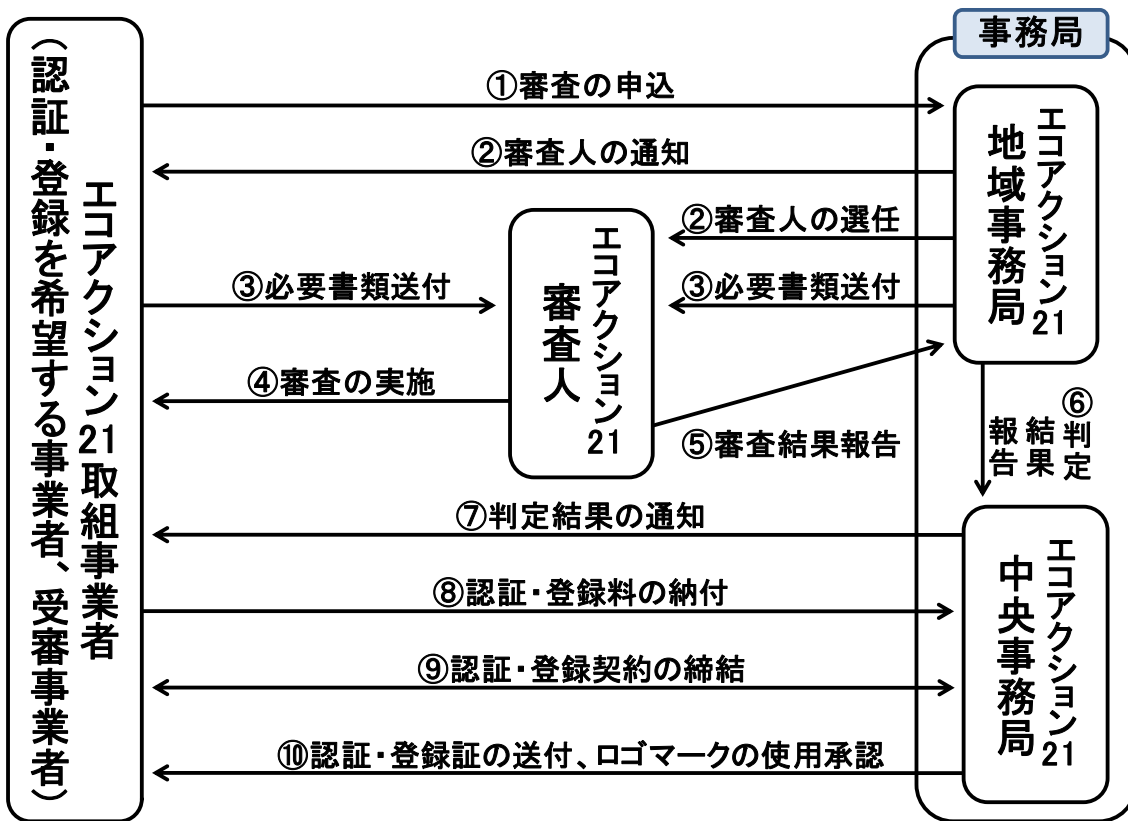 事務局
エコアクション21取組事業者
（認証・登録を希望する事業者、受審事業者）
①審査の申込
②審査人の通知
エコアクション21
地域事務局
②審査人の選任
エコアクション21
審査人
③必要書類送付
③必要書類送付
④審査の実施
⑤審査結果報告
⑥判定
結果
報告
⑦判定結果の通知
エコアクション21
中央事務局
⑧認証・登録料の納付
⑨認証・登録契約の締結
⑩認証・登録証の送付、ロゴマークの使用承認